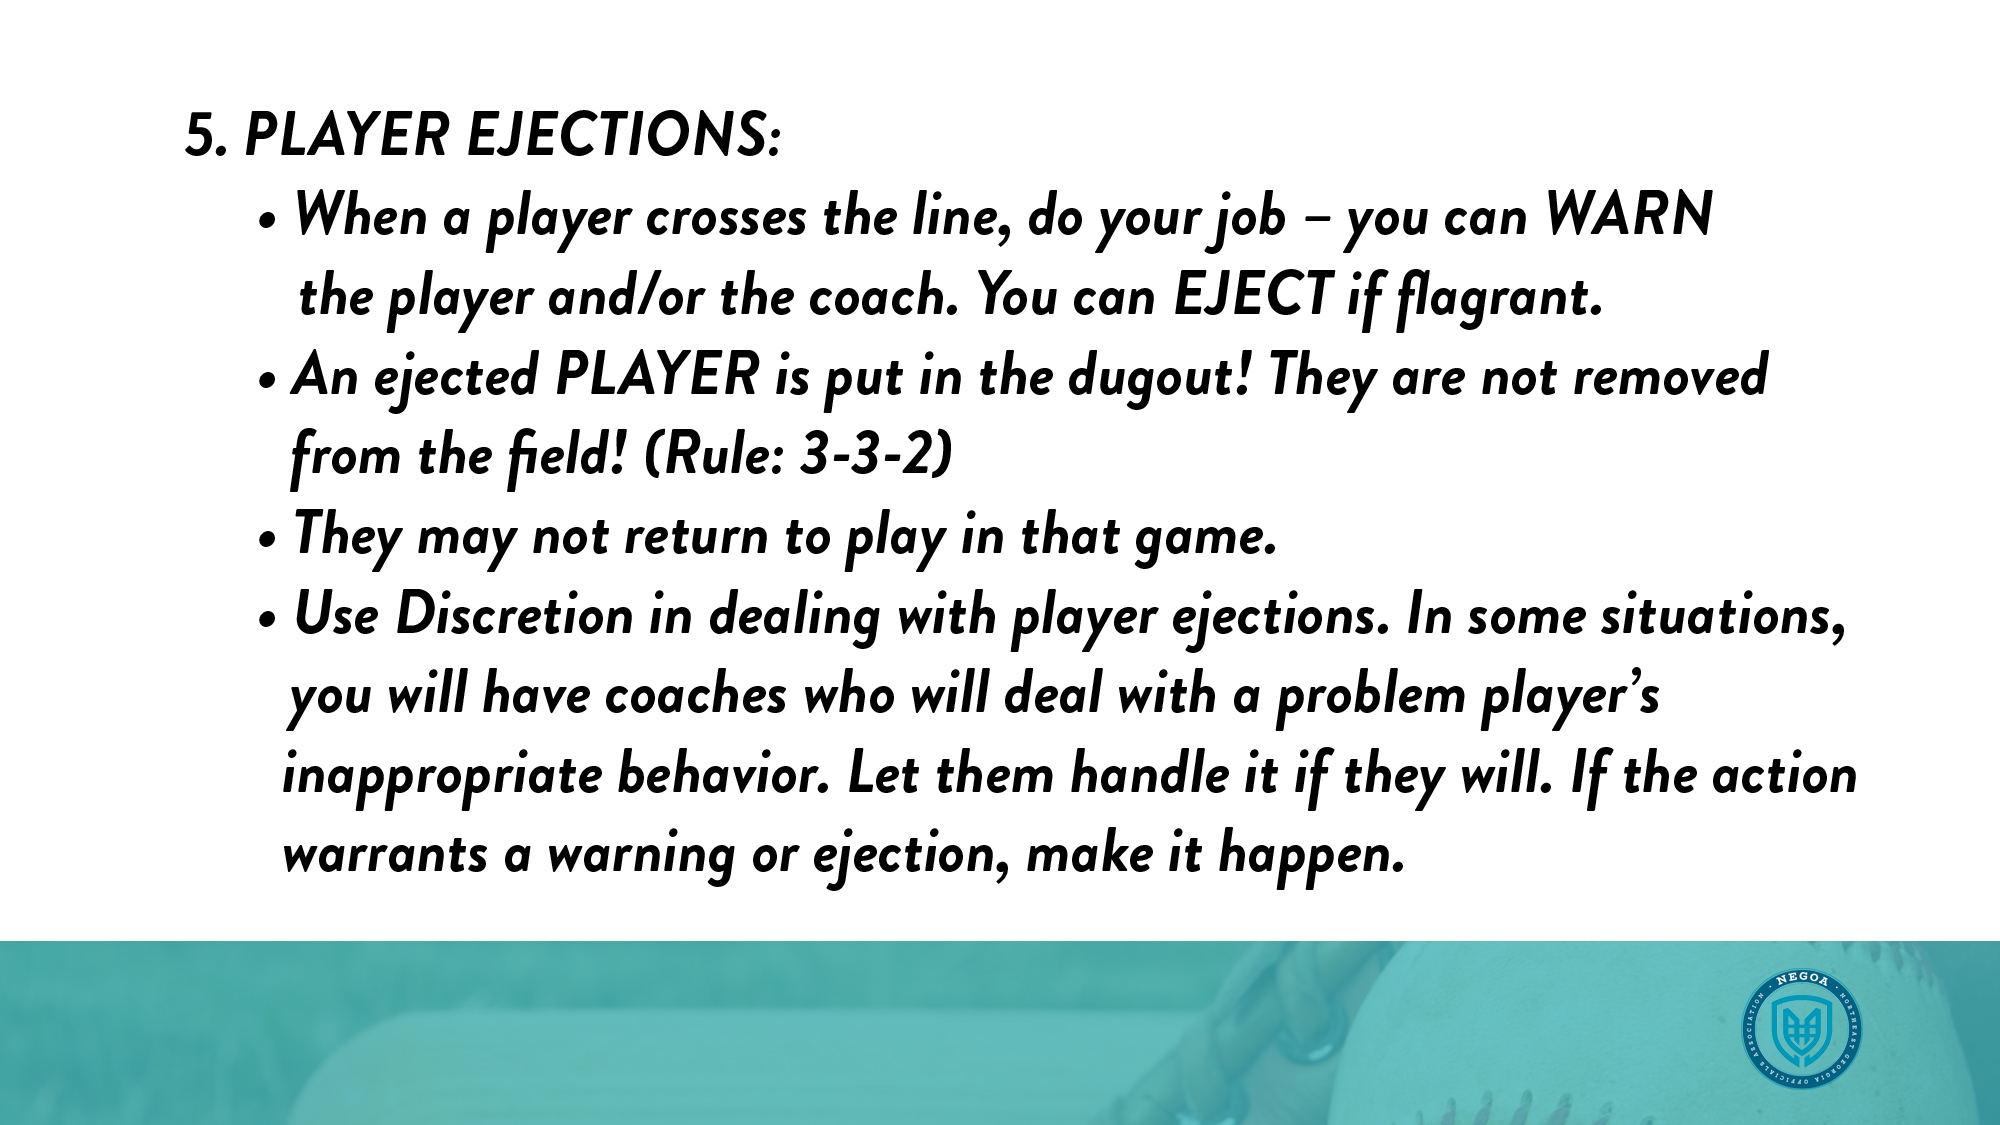 5. PLAYER EJECTIONS:
• When a player crosses the line, do your job – you can WARN
the player and/or the coach. You can EJECT if flagrant.
• An ejected PLAYER is put in the dugout! They are not removed
from the field! (Rule: 3-3-2)
• They may not return to play in that game.
• Use Discretion in dealing with player ejections. In some situations,
you will have coaches who will deal with a problem player’s
inappropriate behavior. Let them handle it if they will. If the action
warrants a warning or ejection, make it happen.
• NEGOA •
NORTHEAST GEORGIA OFFICIALS ASSOCIATION